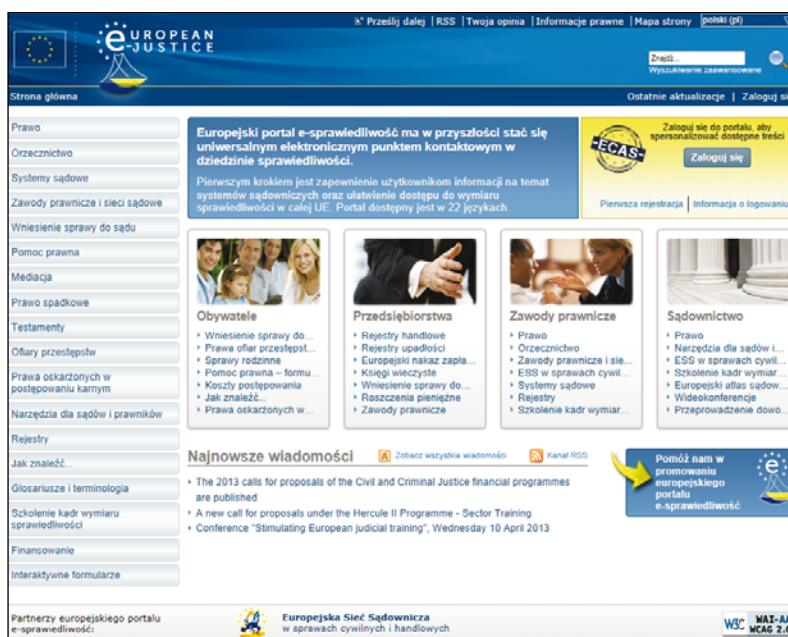 EUROPEAN
e-JUSTICE
Prześlij dalej | RSS | Twoja opinia | Informacje prawne | Mapa strony
polski (pl)
Znajdź...
Wyszukiwanie zaawansowane
Strona główna
Ostatnie aktualizacje | Zaloguj się
Prawo
Orzecznictwo
Systemy sądowe
Zawody prawnicze i sieci sądowe
Wniesienie sprawy do sądu
Pomoc prawna
Mediacja
Prawo spadkowe
Testamenty
Ofiary przestępstw
Prawa oskarżonych w
postępowaniu karnym
Narzędzia dla sądów i prawników
Rejestry
Jak znaleźć...
Glosariusze i terminologia
Szkolenie kadr wymiaru
sprawiedliwości
Finansowanie
Interaktywne formularze
Europejski portal e-sprawiedliwość ma w przyszłości stać się
uniwersalnym elektronicznym punktem kontaktowym w
dziedzinie sprawiedliwości.
Pierwszym krokiem jest zapewnienie użytkownikom informacji na temat
systemów sądowniczych oraz ułatwienie dostępu do wymiaru
sprawiedliwości w całej UE. Portal dostępny jest w 22 językach.
ECAS
Zaloguj się do portalu, aby
spersonalizować dostępne treści
Zaloguj się
Pierwsza rejestracja | Informacja o logowaniu
Obywatele
Wniesienie sprawy do...
Prawa ofiar przestępst...
Sprawy rodzinne
Pomoc prawna – formu...
Koszty postępowania
Jak znaleźć...
Prawa oskarżonych w...
Przedsiębiorstwa
Rejestry handlowe
Rejestry upadłości
Europejski nakaz zapła...
Księgi wieczyste
Wniesienie sprawy do...
Roszczenia pieniężne
Zawody prawnicze
Zawody prawnicze
Prawo
Orzecznictwo
Zawody prawnicze i sie...
ESS w sprawach cywil...
Systemy sądowe
Rejestry
Szkolenie kadr wymiar...
Sądownictwo
Prawo
Narzędzia dla sądów i...
ESS w sprawach cywil...
Szkolenie kadr wymiar...
Europejski atlas sądow...
Wideokonferencje
Przeprowadzenie dowo...
Najnowsze wiadomości
Zobacz wszystkie wiadomości
Kanał RSS
The 2013 calls for proposals of the Civil and Criminal Justice financial programmes
are published
A new call for proposals under the Hercule II Programme - Sector Training
Conference "Stimulating European judicial training", Wednesday 10 April 2013
Pomóż nam w
promowaniu
europejskiego
portalu
e-sprawiedliwość
Partnerzy europejskiego portalu
e-sprawiedliwość:
Europejska Sieć Sądownicza
w sprawach cywilnych i handlowych
W3C WAI-AA
WCAG 2.0